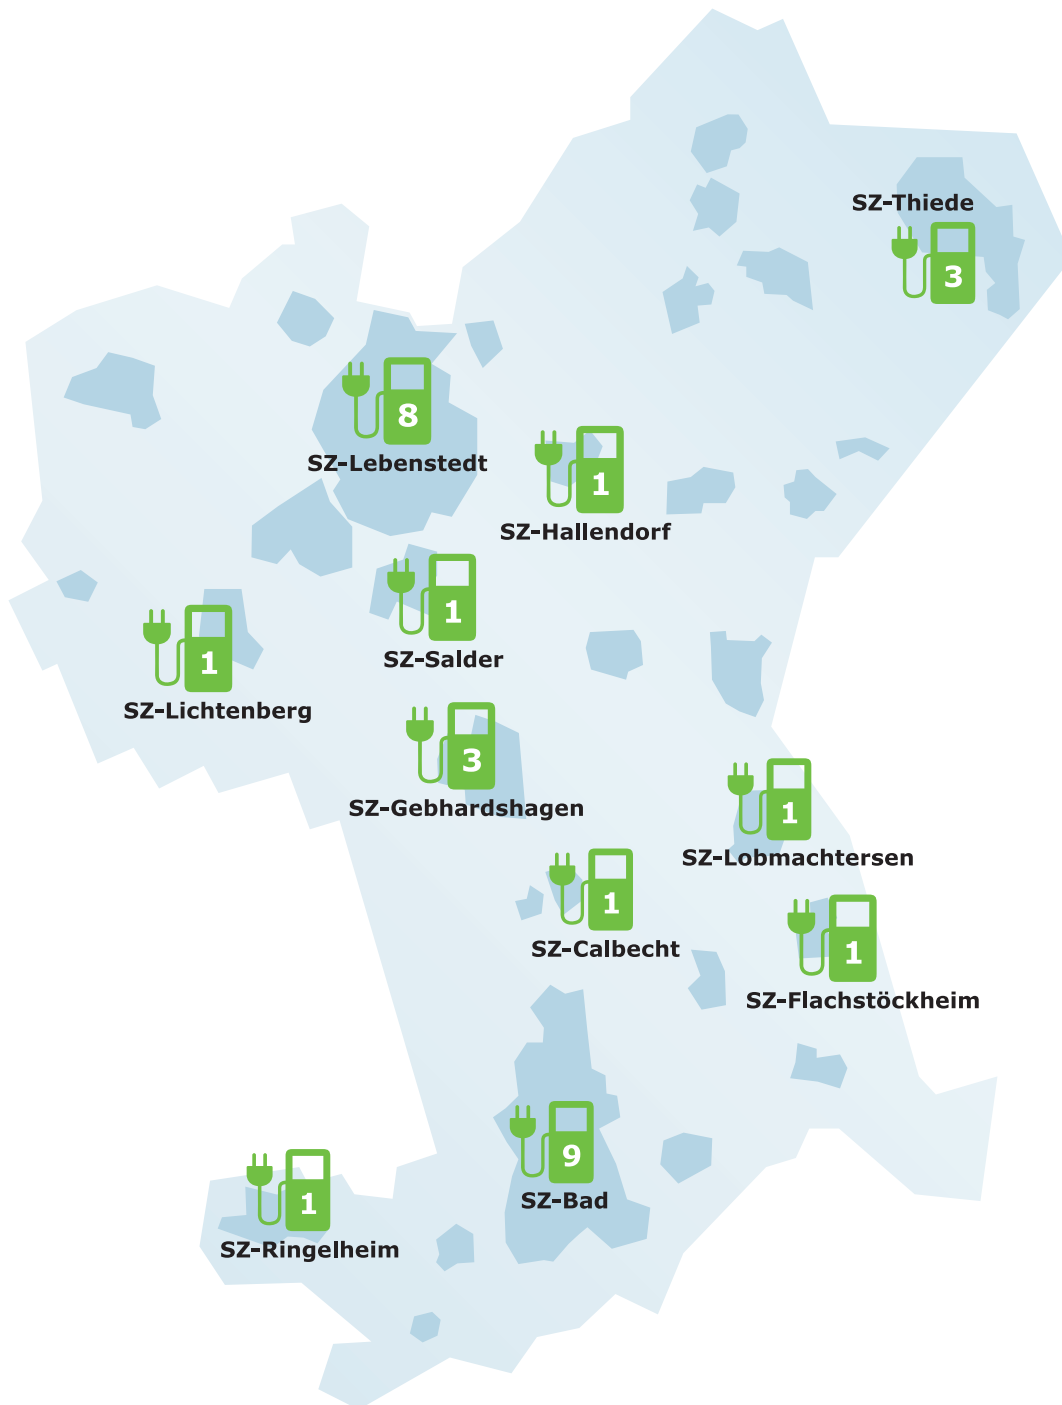 SZ-Thiede
3
8
SZ-Lebenstedt
1
SZ-Hallendorf
1
SZ-Salder
1
SZ-Lichtenberg
3
SZ-Gebhardshagen
1
SZ-Lobmachtersen
1
SZ-Calbecht
1
SZ-Flachstöckheim
9
SZ-Bad
1
SZ-Ringelheim